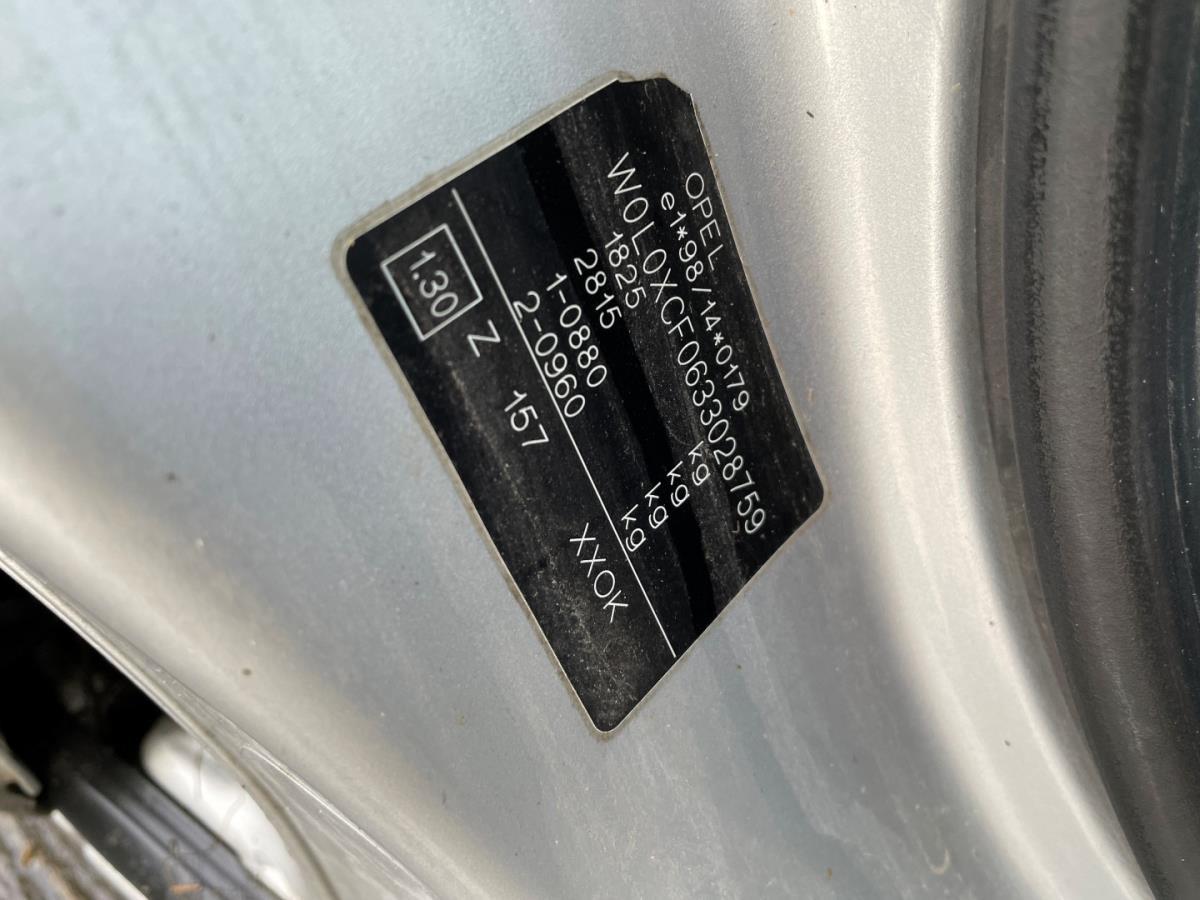 OPEL
e1*98/14*0179
W0L0XCF0633028759
1825 kg
2815 kg
1-0880 kg
2-0960 kg
1.30 Z 157 XX0K